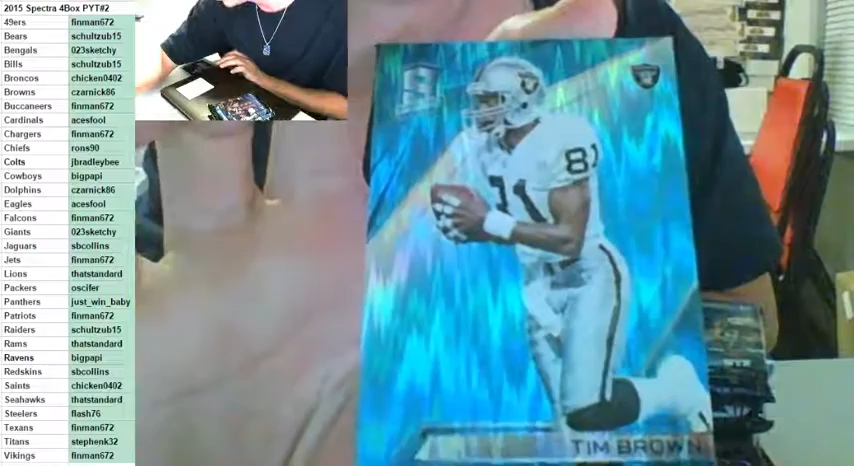 2015 Spectra 4Box PYT#2
49ers finman672
Bears schultzub15
Bengals 023sketchy
Bills schultzub15
Broncos chicken0402
Browns czarnick86
Buccaneers finman672
Cardinals acesfool
Chargers finman672
Chiefs rons90
Colts jbradleybee
Cowboys bigpapi
Dolphins czarnick86
Eagles acesfool
Falcons finman672
Giants 023sketchy
Jaguars sbcollins
Jets finman672
Lions thatstandard
Packers oscifer
Panthers just_win_baby
Patriots finman672
Raiders schultzub15
Rams thatstandard
Ravens bigpapi
Redskins sbcollins
Saints chicken0402
Seahawks thatstandard
Steelers flash76
Texans finman672
Titans stephenk32
Vikings finman672
81
81
TIM BROWN